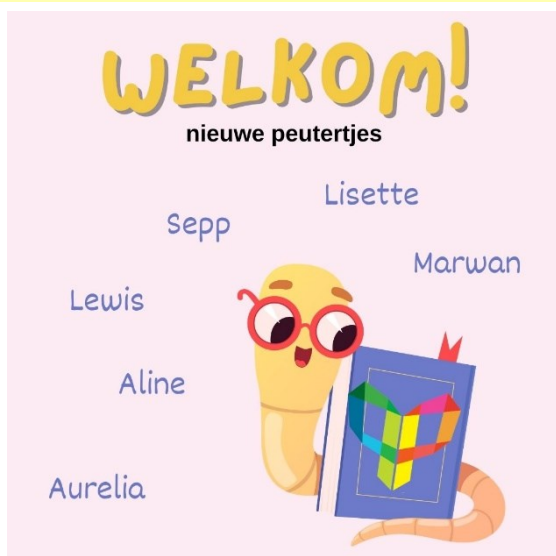 WELKOM!
nieuwe peutertjes
Lisette
Sepp
Marwan
Lewis
Aline
Aurelia